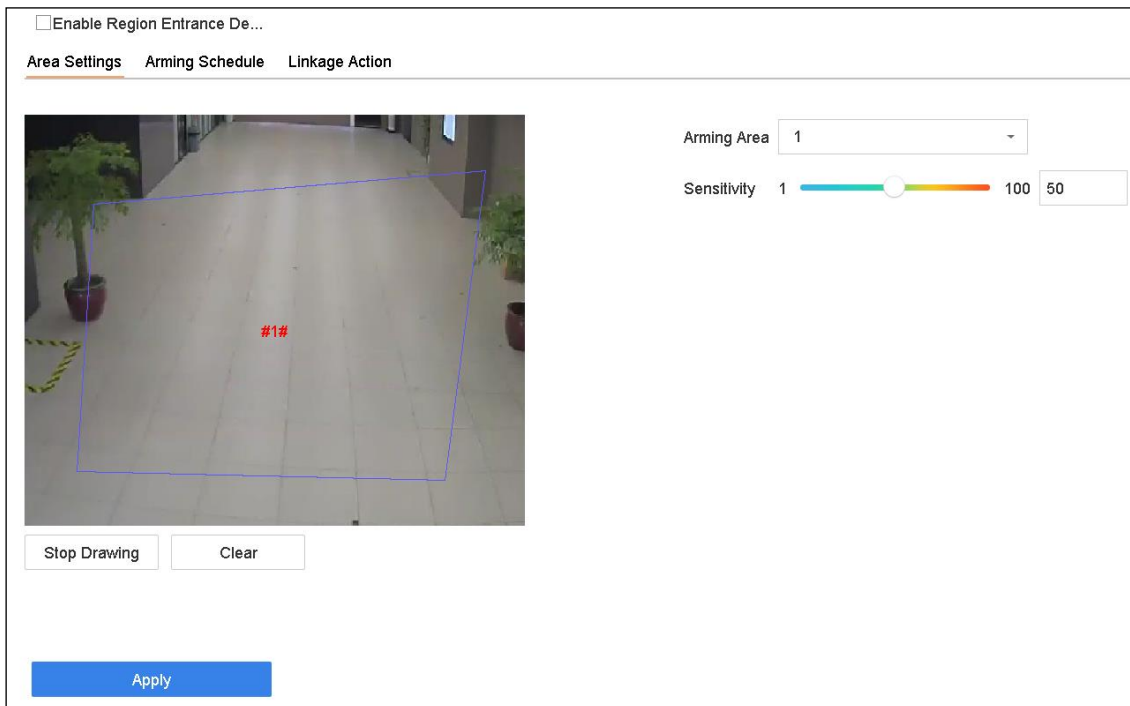 Enable Region Entrance De...
Area Settings Arming Schedule Linkage Action
Arming Area 1
Sensitivity 1 100 50
#1#
Stop Drawing Clear
Apply